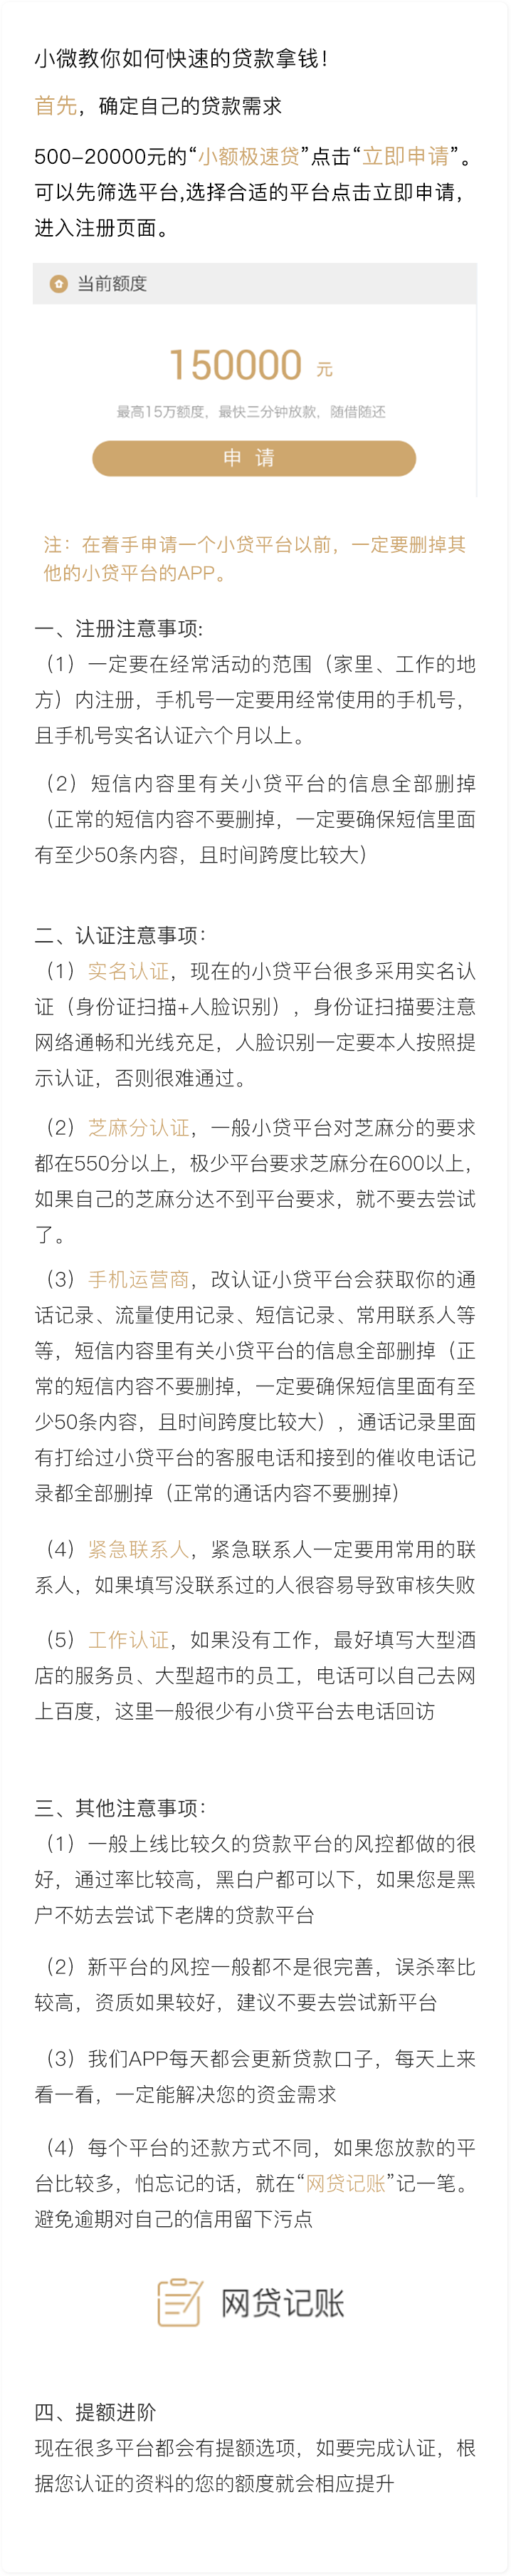 小微教你如何快速的贷款拿钱！
首先，确定自己的贷款需求
500-20000元的“小额极速贷”点击“立即申请”。
可以先筛选平台,选择合适的平台点击立即申请，
进入注册页面。
当前额度
150000 元
最高15万额度，最快三分钟放款，随借随还
申 请
注：在着手申请一个小贷平台以前，一定要删掉其
他的小贷平台的APP。
一、注册注意事项:
（1）一定要在经常活动的范围（家里、工作的地
方）内注册，手机号一定要用经常使用的手机号，
且手机号实名认证六个月以上。
（2）短信内容里有关小贷平台的信息全部删掉
（正常的短信内容不要删掉，一定要确保短信里面
有至少50条内容，且时间跨度比较大）
二、认证注意事项：
（1）实名认证，现在的小贷平台很多采用实名认
证（身份证扫描+人脸识别），身份证扫描要注意
网络通畅和光线充足，人脸识别一定要本人按照提
示认证，否则很难通过。
（2）芝麻分认证，一般小贷平台对芝麻分的要求
都在550分以上，极少平台要求芝麻分在600以上，
如果自己的芝麻分达不到平台要求，就不要去尝试
了。
（3）手机运营商，改认证小贷平台会获取你的通
话记录、流量使用记录、短信记录、常用联系人等
等，短信内容里有关小贷平台的信息全部删掉（正
常的短信内容不要删掉，一定要确保短信里面有至
少50条内容，且时间跨度比较大），通话记录里面
有打给过小贷平台的客服电话和接到的催收电话记
录都全部删掉（正常的通话内容不要删掉）
（4）紧急联系人，紧急联系人一定要用常用的联
系人，如果填写没联系过的人很容易导致审核失败
（5）工作认证，如果没有工作，最好填写大型酒
店的服务员、大型超市的员工，电话可以自己去网
上百度，这里一般很少有小贷平台去电话回访
三、其他注意事项：
（1）一般上线比较久的贷款平台的风控都做的很
好，通过率比较高，黑白户都可以下，如果您是黑
户不妨去尝试下老牌的贷款平台
（2）新平台的风控一般都不是很完善，误杀率比
较高，资质如果较好，建议不要去尝试新平台
（3）我们APP每天都会更新贷款口子，每天上来
看一看，一定能解决您的资金需求
（4）每个平台的还款方式不同，如果您放款的平
台比较多，怕忘记的话，就在“网贷记账”记一笔。
避免逾期对自己的信用留下污点
网贷记账
四、提额进阶
现在很多平台都会有提额选项，如要完成认证，根
据您认证的资料的您的额度就会相应提升